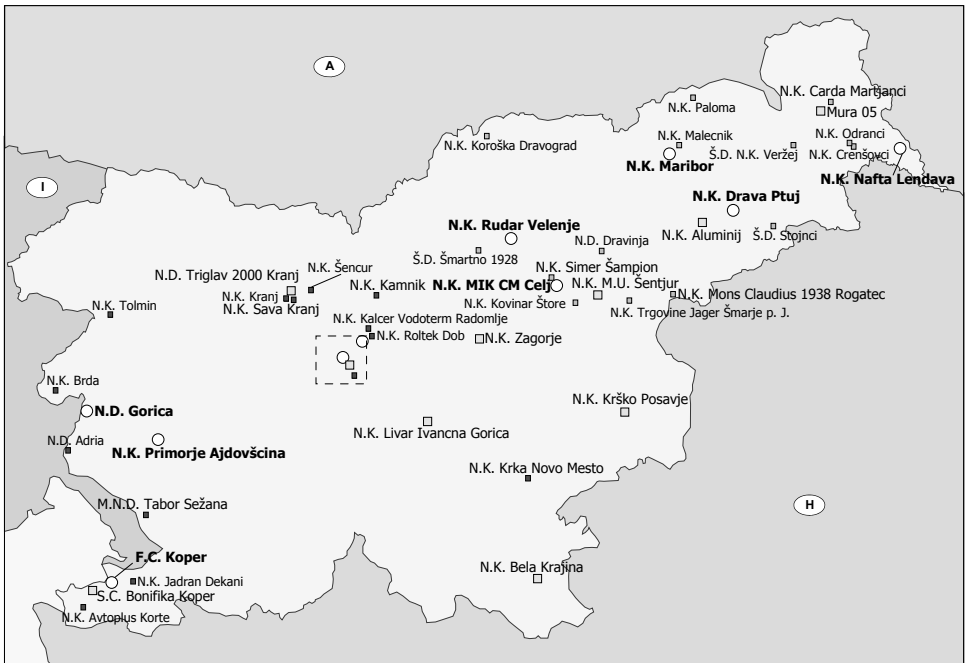 A
N.K. Carda Martjanci
N.K. Paloma
Mura 05
N.K. Malecnik
N.K. Odranci
N.K. Koroška Dravograd
Š.D. N.K. Veržej
N.K. Crenšovci
N.K. Maribor
N.K. Nafta Lendava
I
N.K. Drava Ptuj
N.K. Rudar Velenje
N.K. Aluminij
Š.D. Stojnci
N.D. Dravinja
Š.D. Šmartno 1928
N.K. Šencur
N.K. Simer Šampion
N.D. Triglav 2000 Kranj
N.K. Kamnik
N.K. MIK CM Celj
N.K. M.U. Šentjur
N.K. Kranj
N.K. Mons Claudius 1938 Rogatec
N.K. Tolmin
N.K. Sava Kranj
N.K. Kovinar Štore
N.K. Trgovine Jager Šmarje p. J.
N.K. Kalcer Vodoterm Radomlje
N.K. Roltek Dob
N.K. Zagorje
N.K. Brda
N.D. Gorica
N.K. Krško Posavje
N.K. Livar Ivancna Gorica
N.D. Adria
N.K. Primorje Ajdovšcina
N.K. Krka Novo Mesto
M.N.D. Tabor Sežana
H
F.C. Koper
N.K. Bela Krajina
N.K. Jadran Dekani
S.C. Bonifika Koper
N.K. Avtoplus Korte